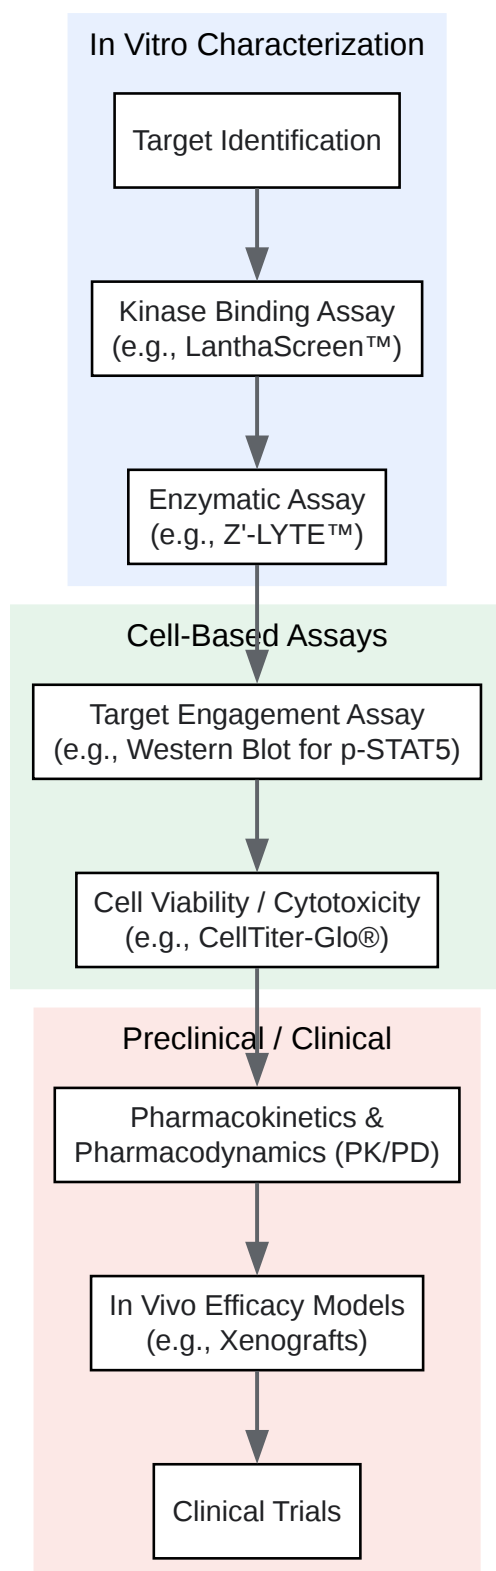 In Vitro Characterization
Target Identification
Kinase Binding Assay
(e.g., LanthaScreen™)
Enzymatic Assay
(e.g., Z'-LYTE™)
Cell-Based Assays
Target Engagement Assay
(e.g., Western Blot for p-STAT5)
Cell Viability / Cytotoxicity
(e.g., CellTiter-Glo®)
Preclinical / Clinical
Pharmacokinetics &
Pharmacodynamics (PK/PD)
In Vivo Efficacy Models
(e.g., Xenografts)
Clinical Trials